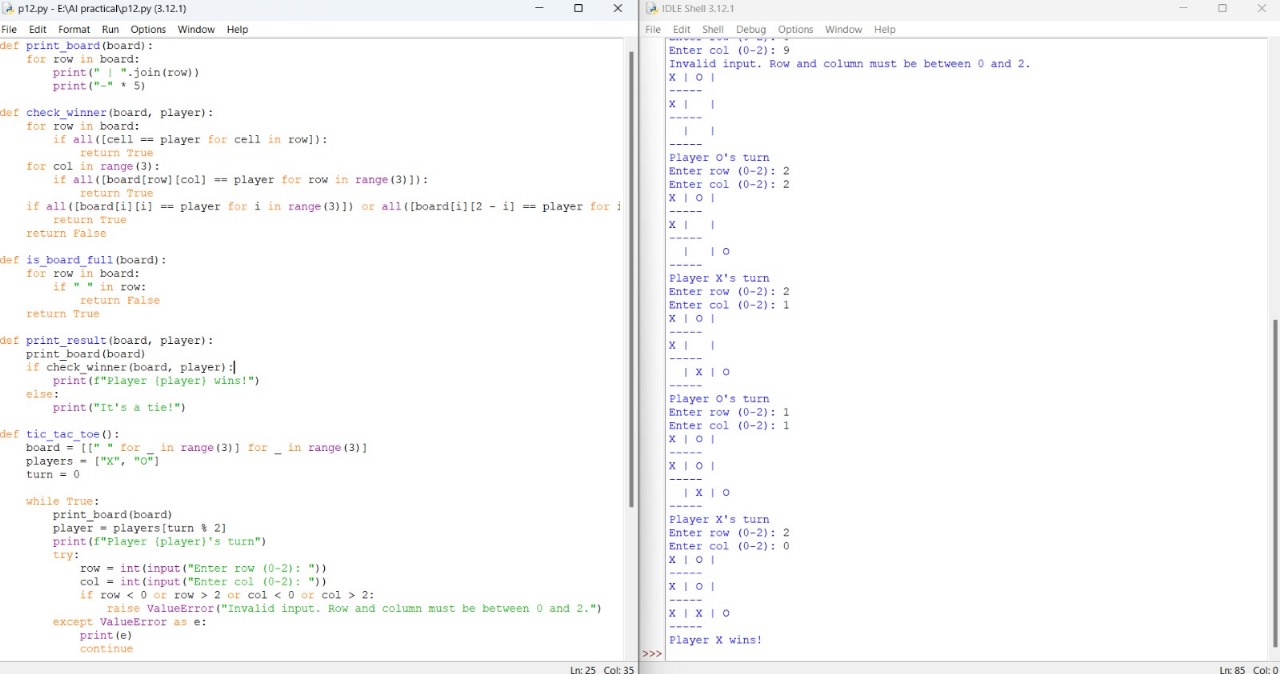 p12.py - E:\AI practical\p12.py (3.12.1)
File Edit Format Run Options Window Help
def print_board(board):
    for row in board:
        print(" | ".join(row))
        print("-" * 5)

def check_winner(board, player):
    for row in board:
        if all([cell == player for cell in row]):
            return True
    for col in range(3):
        if all([board[row][col] == player for row in range(3)]):
            return True
    if all([board[i][i] == player for i in range(3)]) or all([board[i][2 - i] == player for i
        return True
    return False

def is_board_full(board):
    for row in board:
        if " " in row:
            return False
    return True

def print_result(board, player):
    print_board(board)
    if check_winner(board, player):
        print(f"Player {player} wins!")
    else:
        print("It's a tie!")

def tic_tac_toe():
    board = [[" " for _ in range(3)] for _ in range(3)]
    players = ["X", "O"]
    turn = 0

    while True:
        print_board(board)
        player = players[turn % 2]
        print(f"Player {player}'s turn")
        try:
            row = int(input("Enter row (0-2): "))
            col = int(input("Enter col (0-2): "))
            if row < 0 or row > 2 or col < 0 or col > 2:
                raise ValueError("Invalid input. Row and column must be between 0 and 2.")
        except ValueError as e:
            print(e)
            continue
Ln: 25 Col: 35
IDLE Shell 3.12.1
File Edit Shell Debug Options Window Help
Enter col (0-2): 9
Invalid input. Row and column must be between 0 and 2.
X | O |
-----
X |   |
-----
  |   |
-----
Player O's turn
Enter row (0-2): 2
Enter col (0-2): 2
X | O |
-----
X |   |
-----
  |   | O
-----
Player X's turn
Enter row (0-2): 2
Enter col (0-2): 1
X | O |
-----
X |   |
-----
  | X | O
-----
Player O's turn
Enter row (0-2): 1
Enter col (0-2): 1
X | O |
-----
X | O |
-----
  | X | O
-----
Player X's turn
Enter row (0-2): 2
Enter col (0-2): 0
X | O |
-----
X | O |
-----
X | X | O
-----
Player X wins!
>>>
Ln: 85 Col: 0